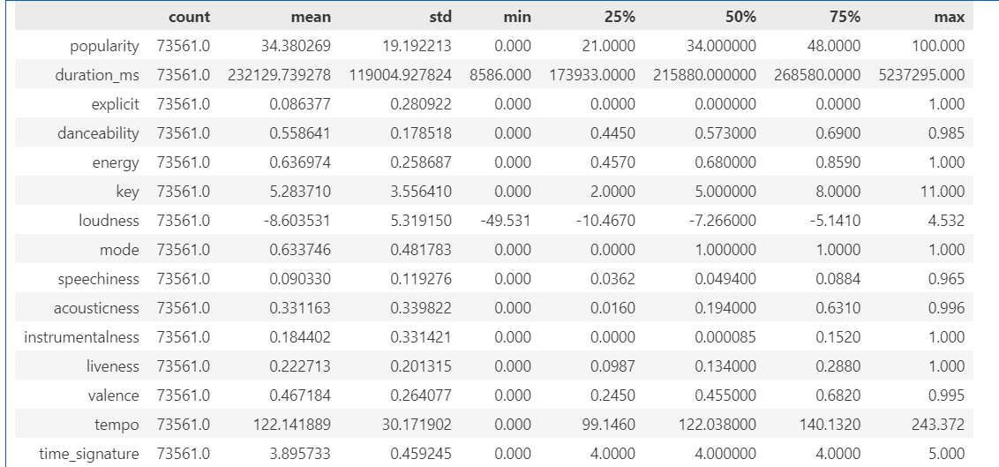 count mean std min 25% 50% 75% max
popularity 73561.0 34.380269 19.192213 0.000 21.0000 34.000000 48.0000 100.000
duration_ms 73561.0 232129.739278 119004.927824 8586.000 173933.0000 215880.000000 268580.0000 5237295.000
explicit 73561.0 0.086377 0.280922 0.000 0.0000 0.000000 0.0000 1.000
danceability 73561.0 0.558641 0.178518 0.000 0.4450 0.573000 0.6900 0.985
energy 73561.0 0.636974 0.258687 0.000 0.4570 0.680000 0.8590 1.000
key 73561.0 5.283710 3.556410 0.000 2.0000 5.000000 8.0000 11.000
loudness 73561.0 -8.603531 5.319150 -49.531 -10.4670 -7.266000 -5.1410 4.532
mode 73561.0 0.633746 0.481783 0.000 0.0000 1.000000 1.0000 1.000
speechiness 73561.0 0.090330 0.119276 0.000 0.0362 0.049400 0.0884 0.965
acousticness 73561.0 0.331163 0.339822 0.000 0.0160 0.194000 0.6310 0.996
instrumentalness 73561.0 0.184402 0.331421 0.000 0.0000 0.000085 0.1520 1.000
liveness 73561.0 0.222713 0.201315 0.000 0.0987 0.134000 0.2880 1.000
valence 73561.0 0.467184 0.264077 0.000 0.2450 0.455000 0.6820 0.995
tempo 73561.0 122.141889 30.171902 0.000 99.1460 122.038000 140.1320 243.372
time_signature 73561.0 3.895733 0.459245 0.000 4.0000 4.000000 4.0000 5.000